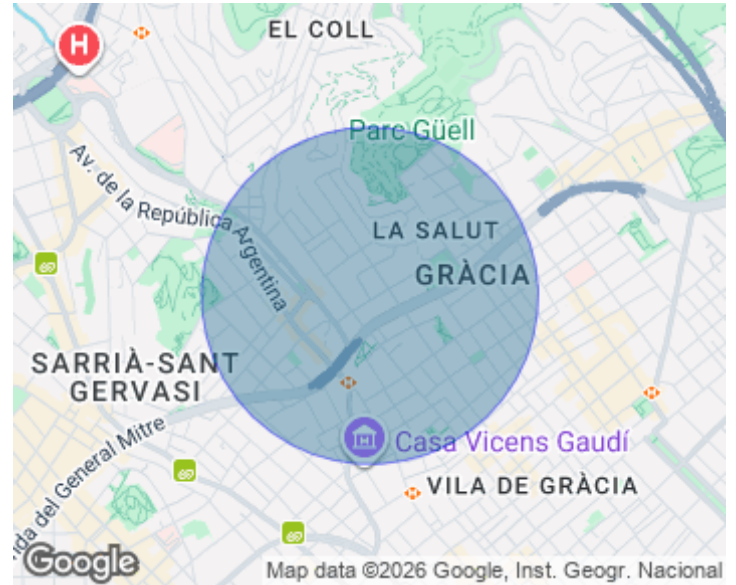 EL COLL
H
Parc Güell
Av. de la República Argentina
LA SALUT
GRÀCIA
SARRIÀ-SANT
GERVASI
Casa Vicens Gaudí
ida del General Mitre
VILA DE GRÀCIA
Google
Map data ©2026 Google, Inst. Geogr. Nacional